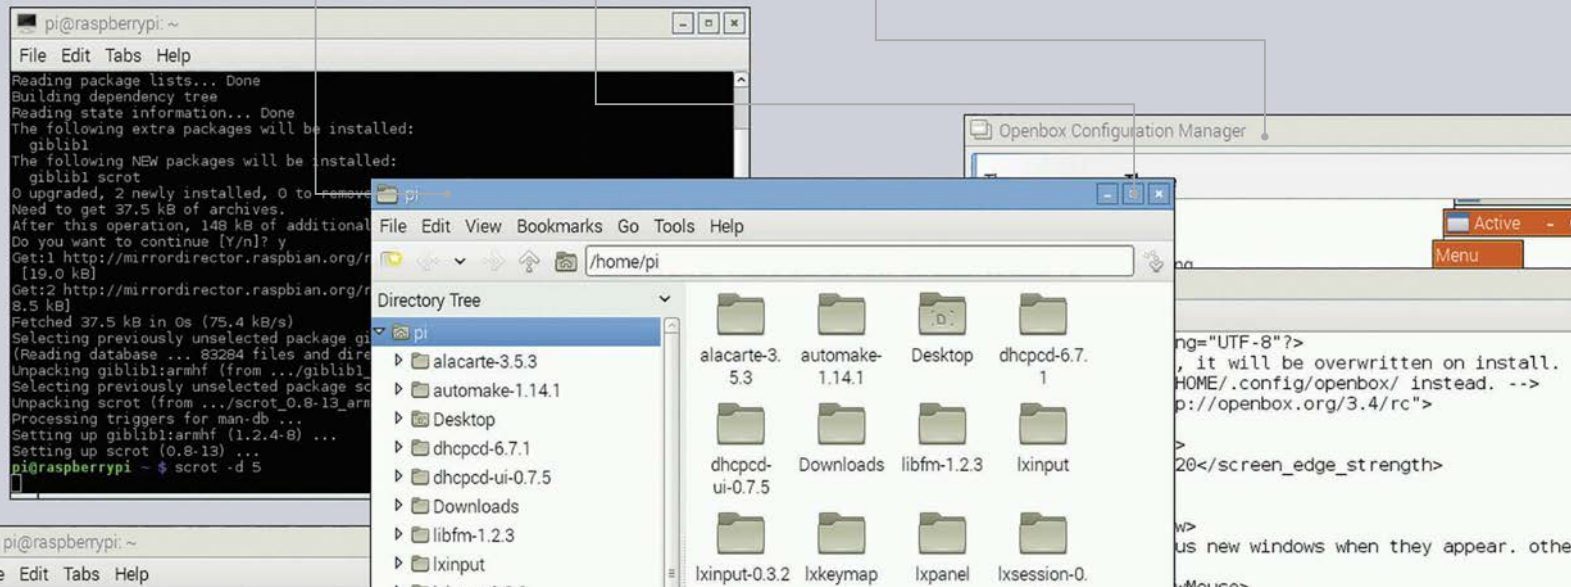 pi@raspberrypi: ~
File Edit Tabs Help
Reading package lists... Done
Building dependency tree
Reading state information... Done
The following extra packages will be installed:
giblib1
The following NEW packages will be installed:
giblib1 scrot
0 upgraded, 2 newly installed, 0 to remove
Need to get 37.5 kB of archives.
After this operation, 148 kB of additional
Do you want to continue [Y/n]? y
Get:1 http://mirrordirector.raspbian.org/r
[19.0 kB]
Get:2 http://mirrordirector.raspbian.org/r
8.5 kB]
Fetched 37.5 kB in 0s (75.4 kB/s)
Selecting previously unselected package gi
(Reading database ... 83284 files and dire
Unpacking giblib1:armhf (from .../giblib1_
Selecting previously unselected package sc
Unpacking scrot (from .../scrot_0.8-13_arm
Processing triggers for man-db ...
Setting up giblib1:armhf (1.2.4-8) ...
Setting up scrot (0.8-13) ...
pi@raspberrypi ~ $ scrot -d 5
pi@raspberrypi: ~
e Edit Tabs Help
pi
File Edit View Bookmarks Go Tools Help
/home/pi
Directory Tree
pi
alacarte-3.5.3
automake-1.14.1
Desktop
dhcpcd-6.7.1
dhcpcd-ui-0.7.5
Downloads
libfm-1.2.3
lxinput
alacarte-3. automake- Desktop dhcpcd-6.7.
5.3 1.14.1 1
dhcpcd- Downloads libfm-1.2.3 lxinput
ui-0.7.5
lxinput-0.3.2 lxkeymap lxpanel lxsession-0.
Openbox Configuration Manager
Active
Menu
ng="UTF-8"?>
, it will be overwritten on install.
HOME/.config/openbox/ instead. -->
p://openbox.org/3.4/rc">
>
20</screen_edge_strength>
w>
us new windows when they appear. othe